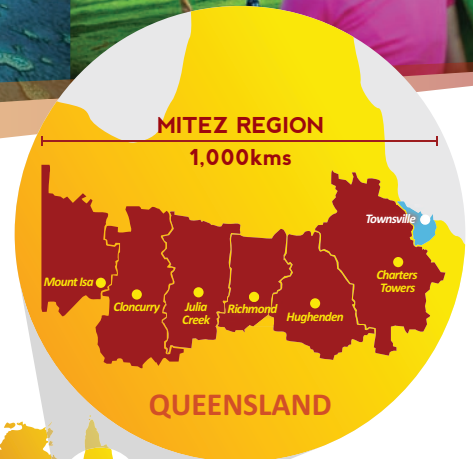 MITEZ REGION
1,000kms
Townsville
Mount Isa
Cloncurry
Julia
Creek
Richmond
Hughenden
Charters
Towers
QUEENSLAND